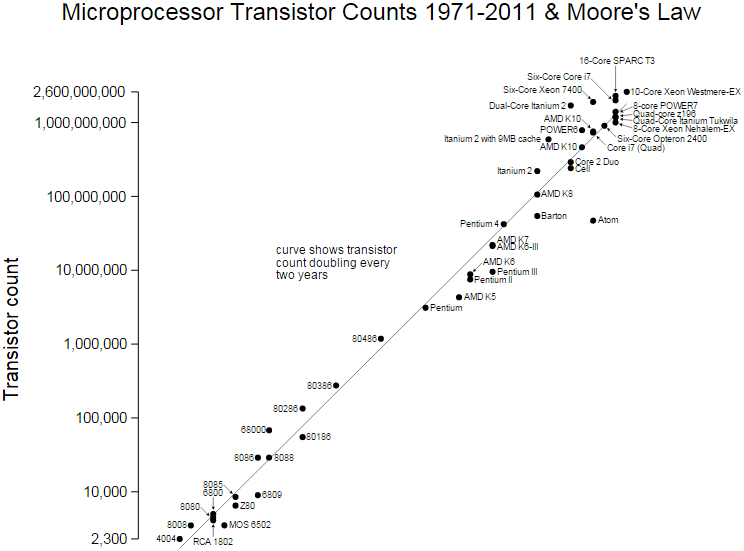 Microprocessor Transistor Counts 1971-2011 & Moore's Law
16-Core SPARC T3
Six-Core Core i7
Six-Core Xeon 7400
10-Core Xeon Westmere-EX
Dual-Core Itanium 2
8-core POWER7
Quad-core z196
AMD K10
Quad-Core Itanium Tukwila
POWER6
8-Core Xeon Nehalem-EX
Itanium 2 with 9MB cache
Six-Core Opteron 2400
AMD K10
Core i7 (Quad)
Core 2 Duo
Itanium 2
Cell
AMD K8
Barton
Pentium 4
Atom
AMD K7
AMD K6-III
curve shows transistor
count doubling every
two years
AMD K6
Pentium III
Pentium II
AMD K5
Pentium
80486
80386
80286
68000
80186
8086
8088
8085
6800
6809
8080
Z80
8008
MOS 6502
4004
RCA 1802
2,600,000,000
1,000,000,000
100,000,000
10,000,000
1,000,000
100,000
10,000
2,300
Transistor count